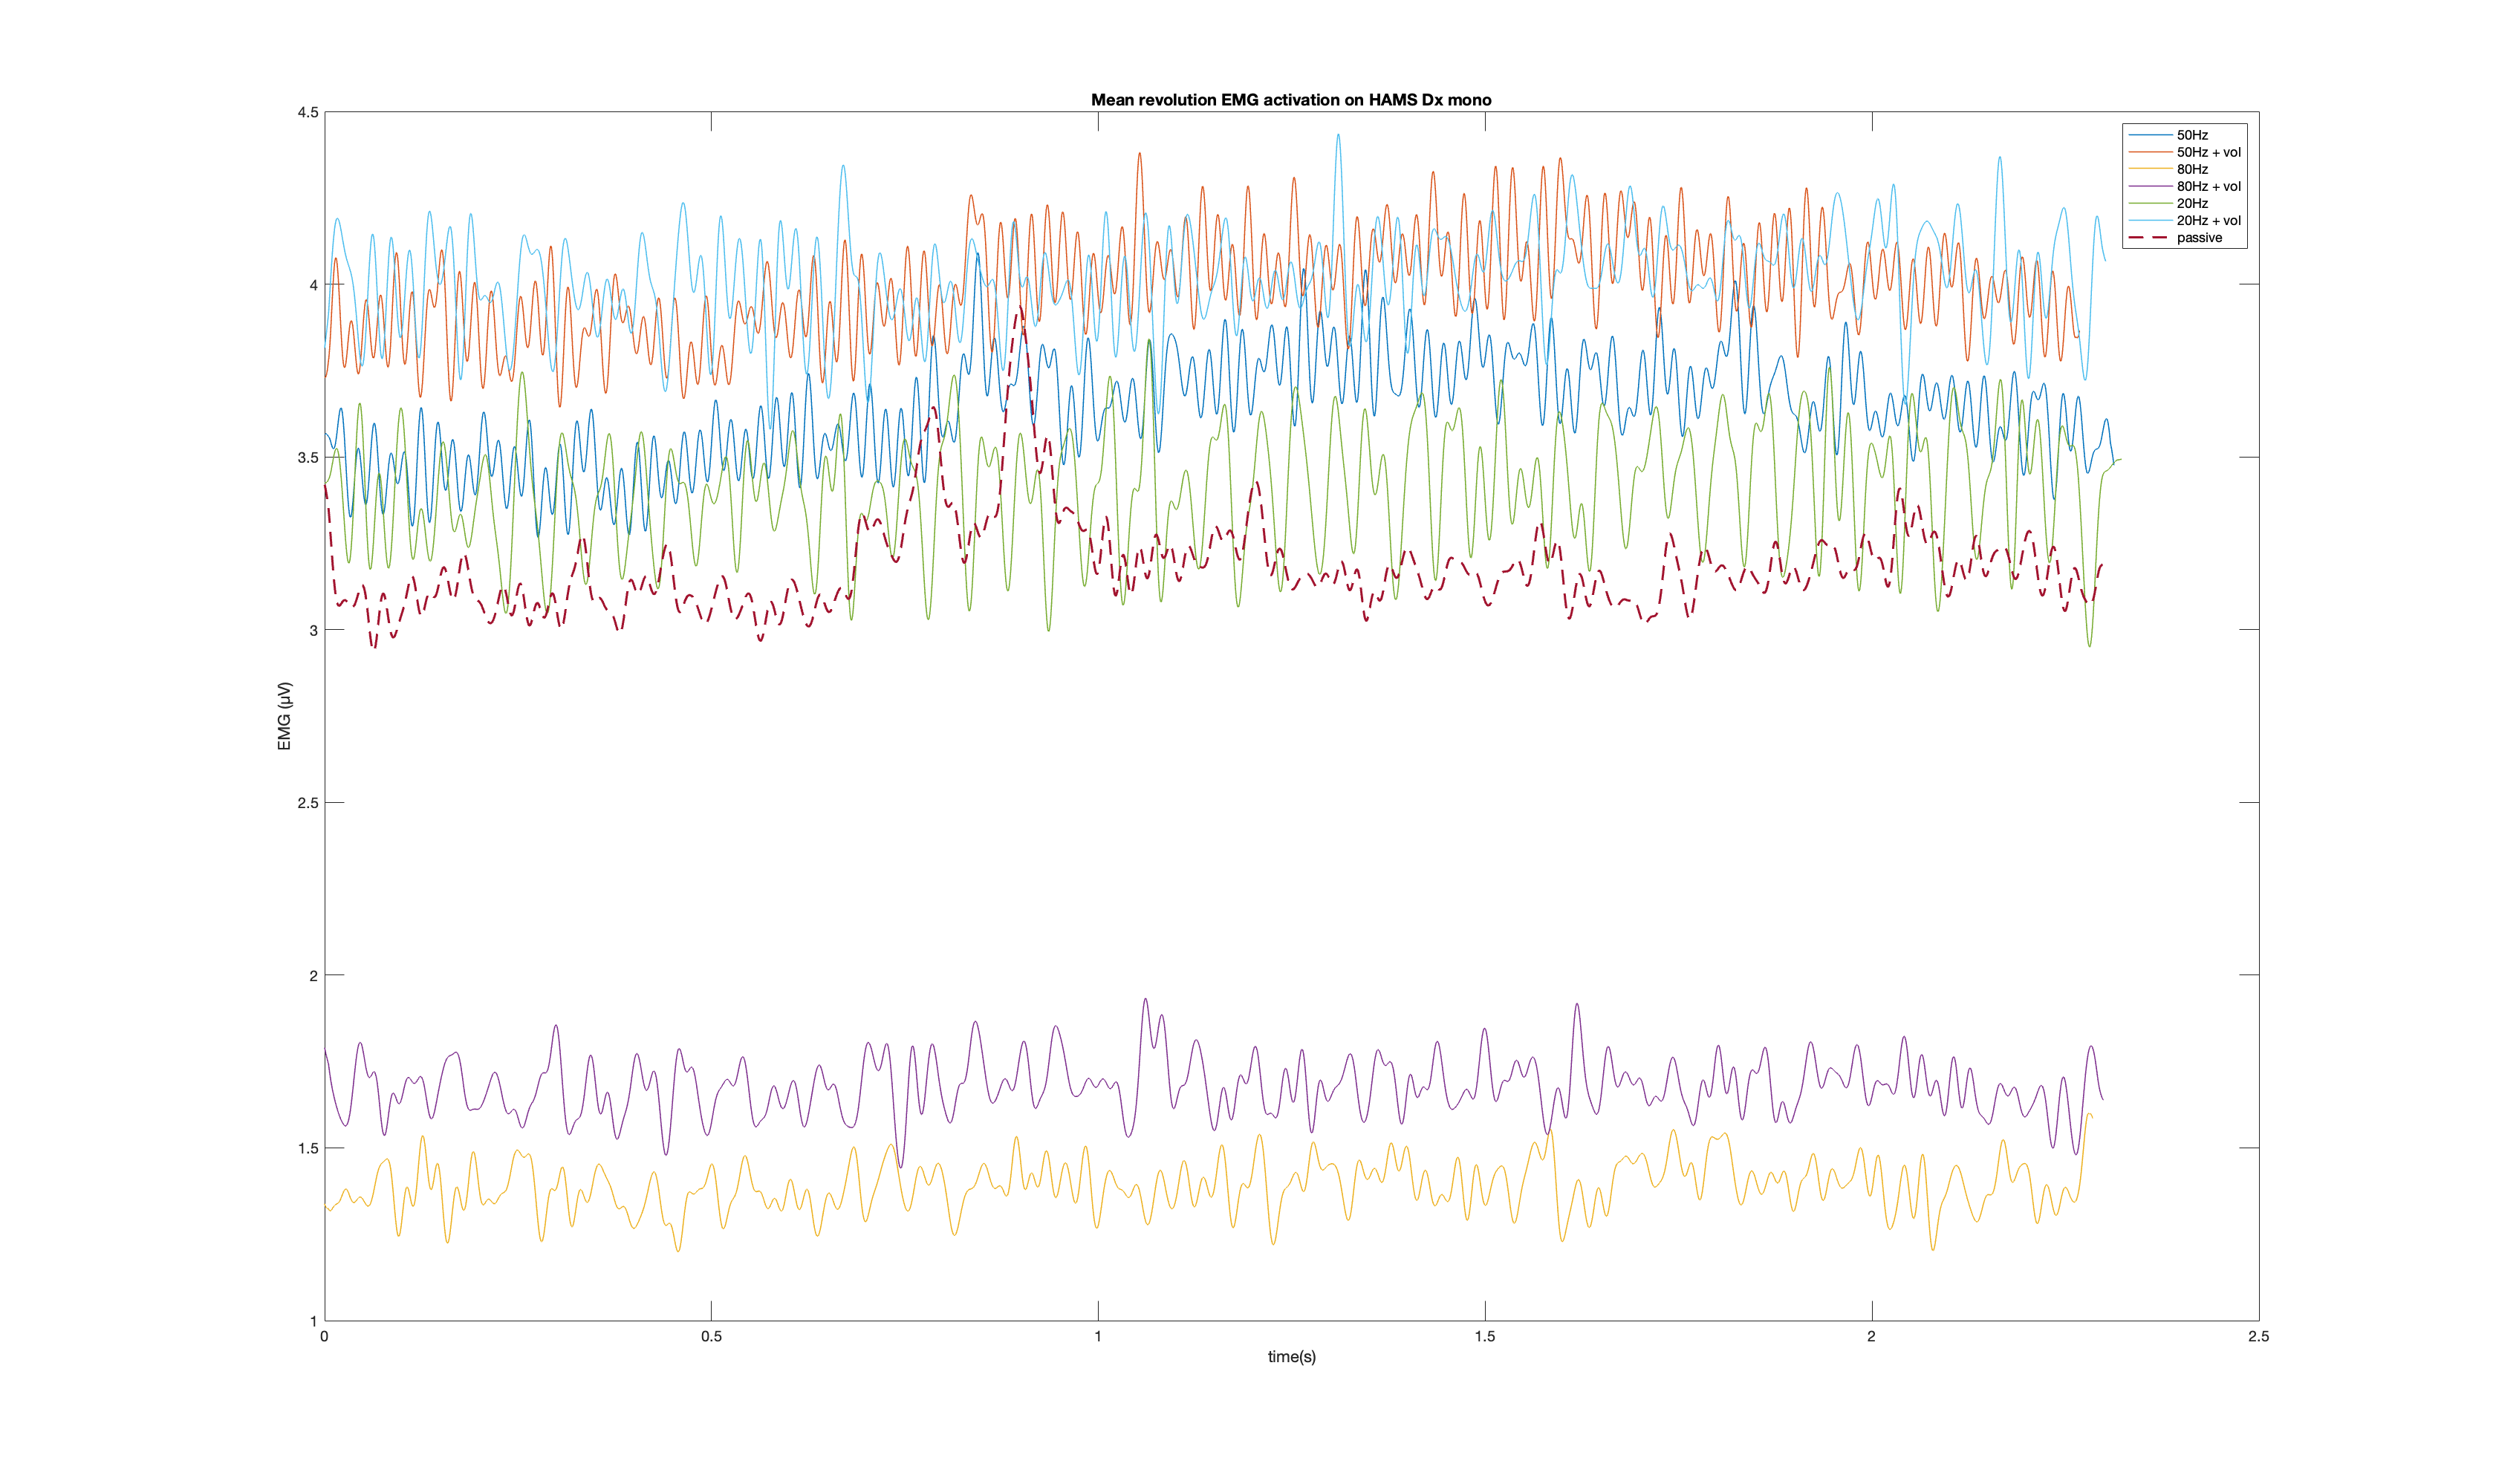 Mean revolution EMG activation on HAMS Dx mono
4.5
4
3.5
3
2.5
2
1.5
1
EMG (µV)
0
0.5
1
1.5
2
2.5
time(s)
50Hz
50Hz + vol
80Hz
80Hz + vol
20Hz
20Hz + vol
passive